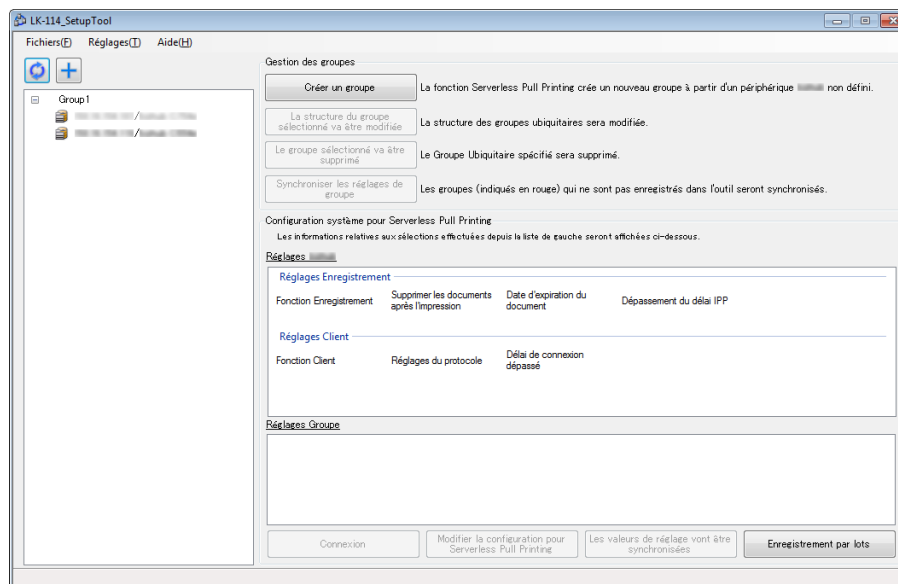 LK-114_SetupTool
Fichiers(F) Réglages(T) Aide(H)
Group1
Gestion des groupes
Créer un groupe
La fonction Serverless Pull Printing crée un nouveau groupe à partir d'un périphérique non défini.
La structure du groupe
sélectionné va être modifiée
La structure des groupes ubiquitaires sera modifiée.
Le groupe sélectionné va être
supprimé
Le Groupe Ubiquitaire spécifié sera supprimé.
Synchroniser les réglages de
groupe
Les groupes (indiqués en rouge) qui ne sont pas enregistrés dans l'outil seront synchronisés.
Configuration système pour Serverless Pull Printing
Les informations relatives aux sélections effectuées depuis la liste de gauche seront affichées ci-dessous.
Réglages
Réglages Enregistrement
Fonction Enregistrement
Supprimer les documents
après l'impression
Date d'expiration du
document
Dépassement du délai IPP
Réglages Client
Fonction Client
Réglages du protocole
Délai de connexion
dépassé
Réglages Groupe
Connexion
Modifier la configuration pour
Serverless Pull Printing
Les valeurs de réglage vont être
synchronisées
Enregistrement par lots